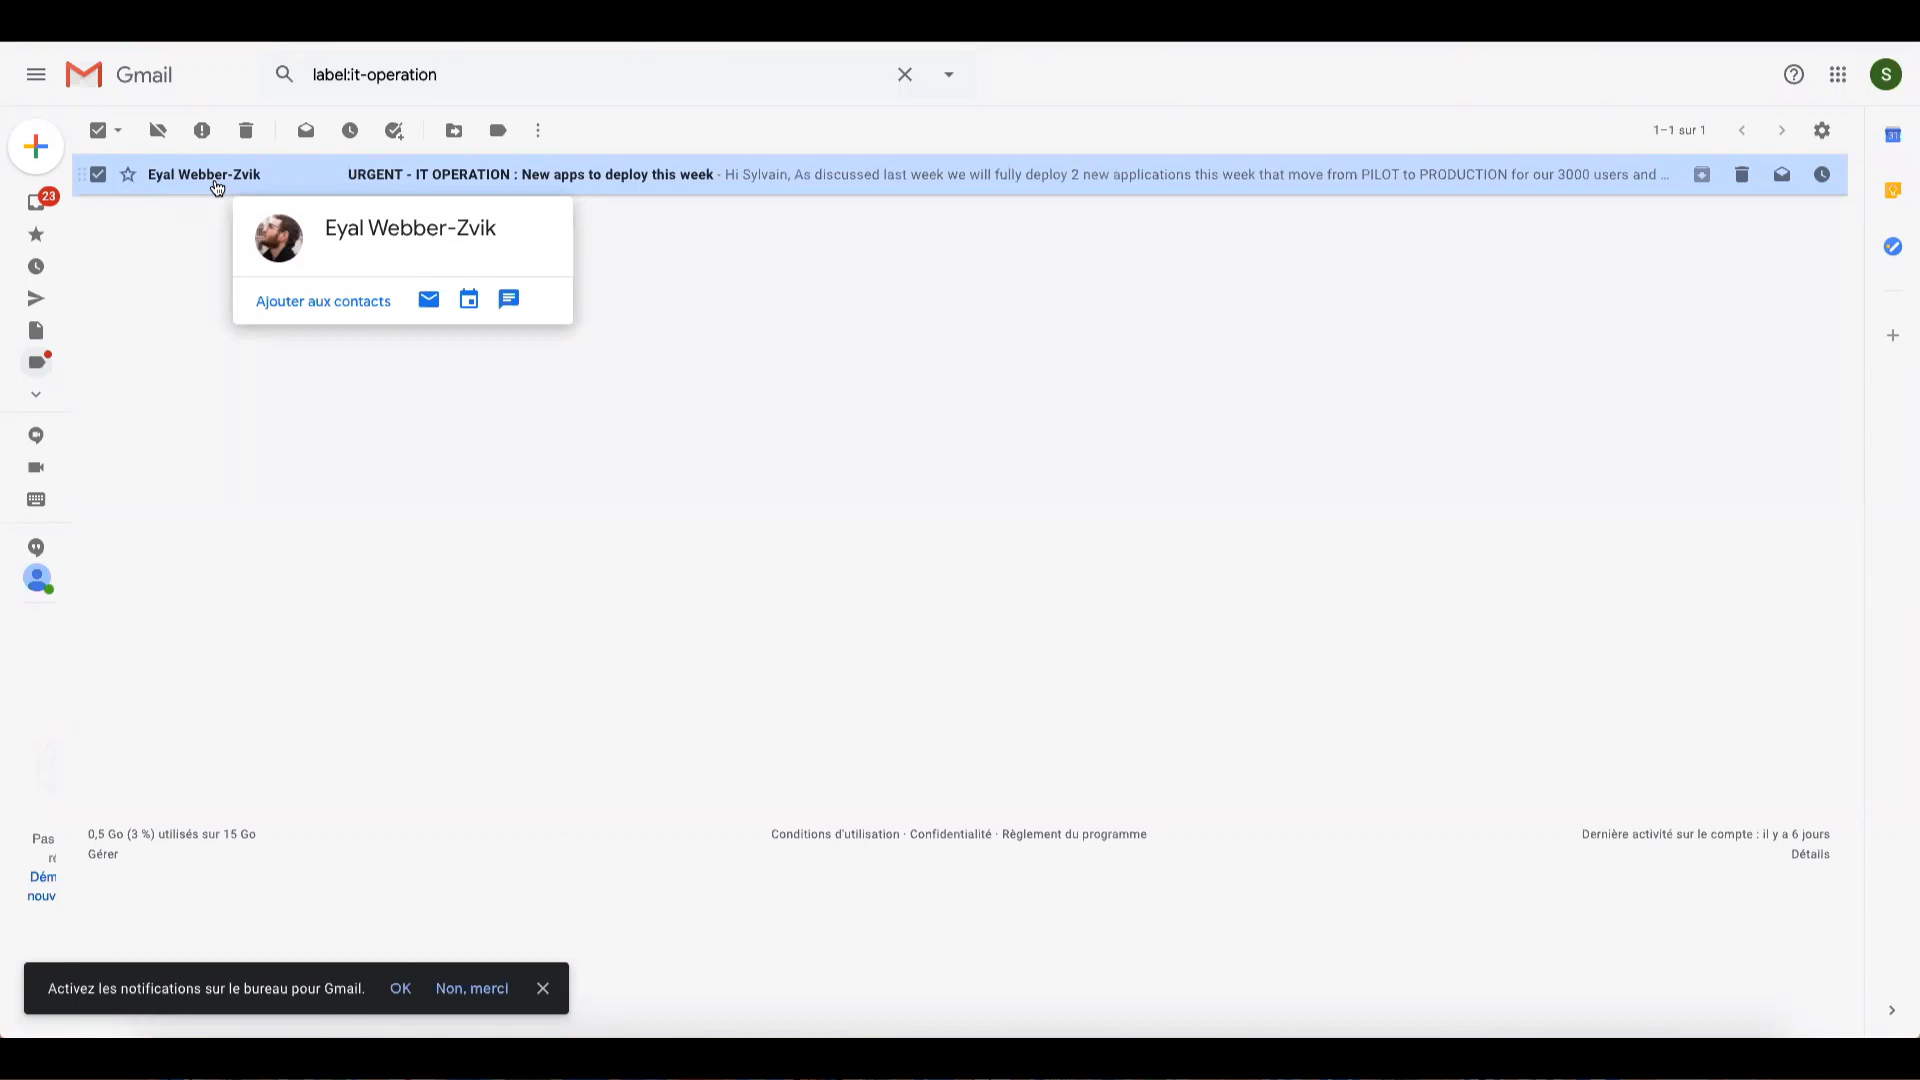 Gmail
label:it-operation
S
1–1 sur 1
Eyal Webber-Zvik
URGENT - IT OPERATION : New apps to deploy this week - Hi Sylvain, As discussed last week we will fully deploy 2 new applications this week that move from PILOT to PRODUCTION for our 3000 users and ...
31
23
Eyal Webber-Zvik
Ajouter aux contacts
Pas
ré
Dém
nouv
0,5 Go (3 %) utilisés sur 15 Go
Gérer
Conditions d'utilisation · Confidentialité · Règlement du programme
Dernière activité sur le compte : il y a 6 jours
Détails
Activez les notifications sur le bureau pour Gmail.
OK
Non, merci